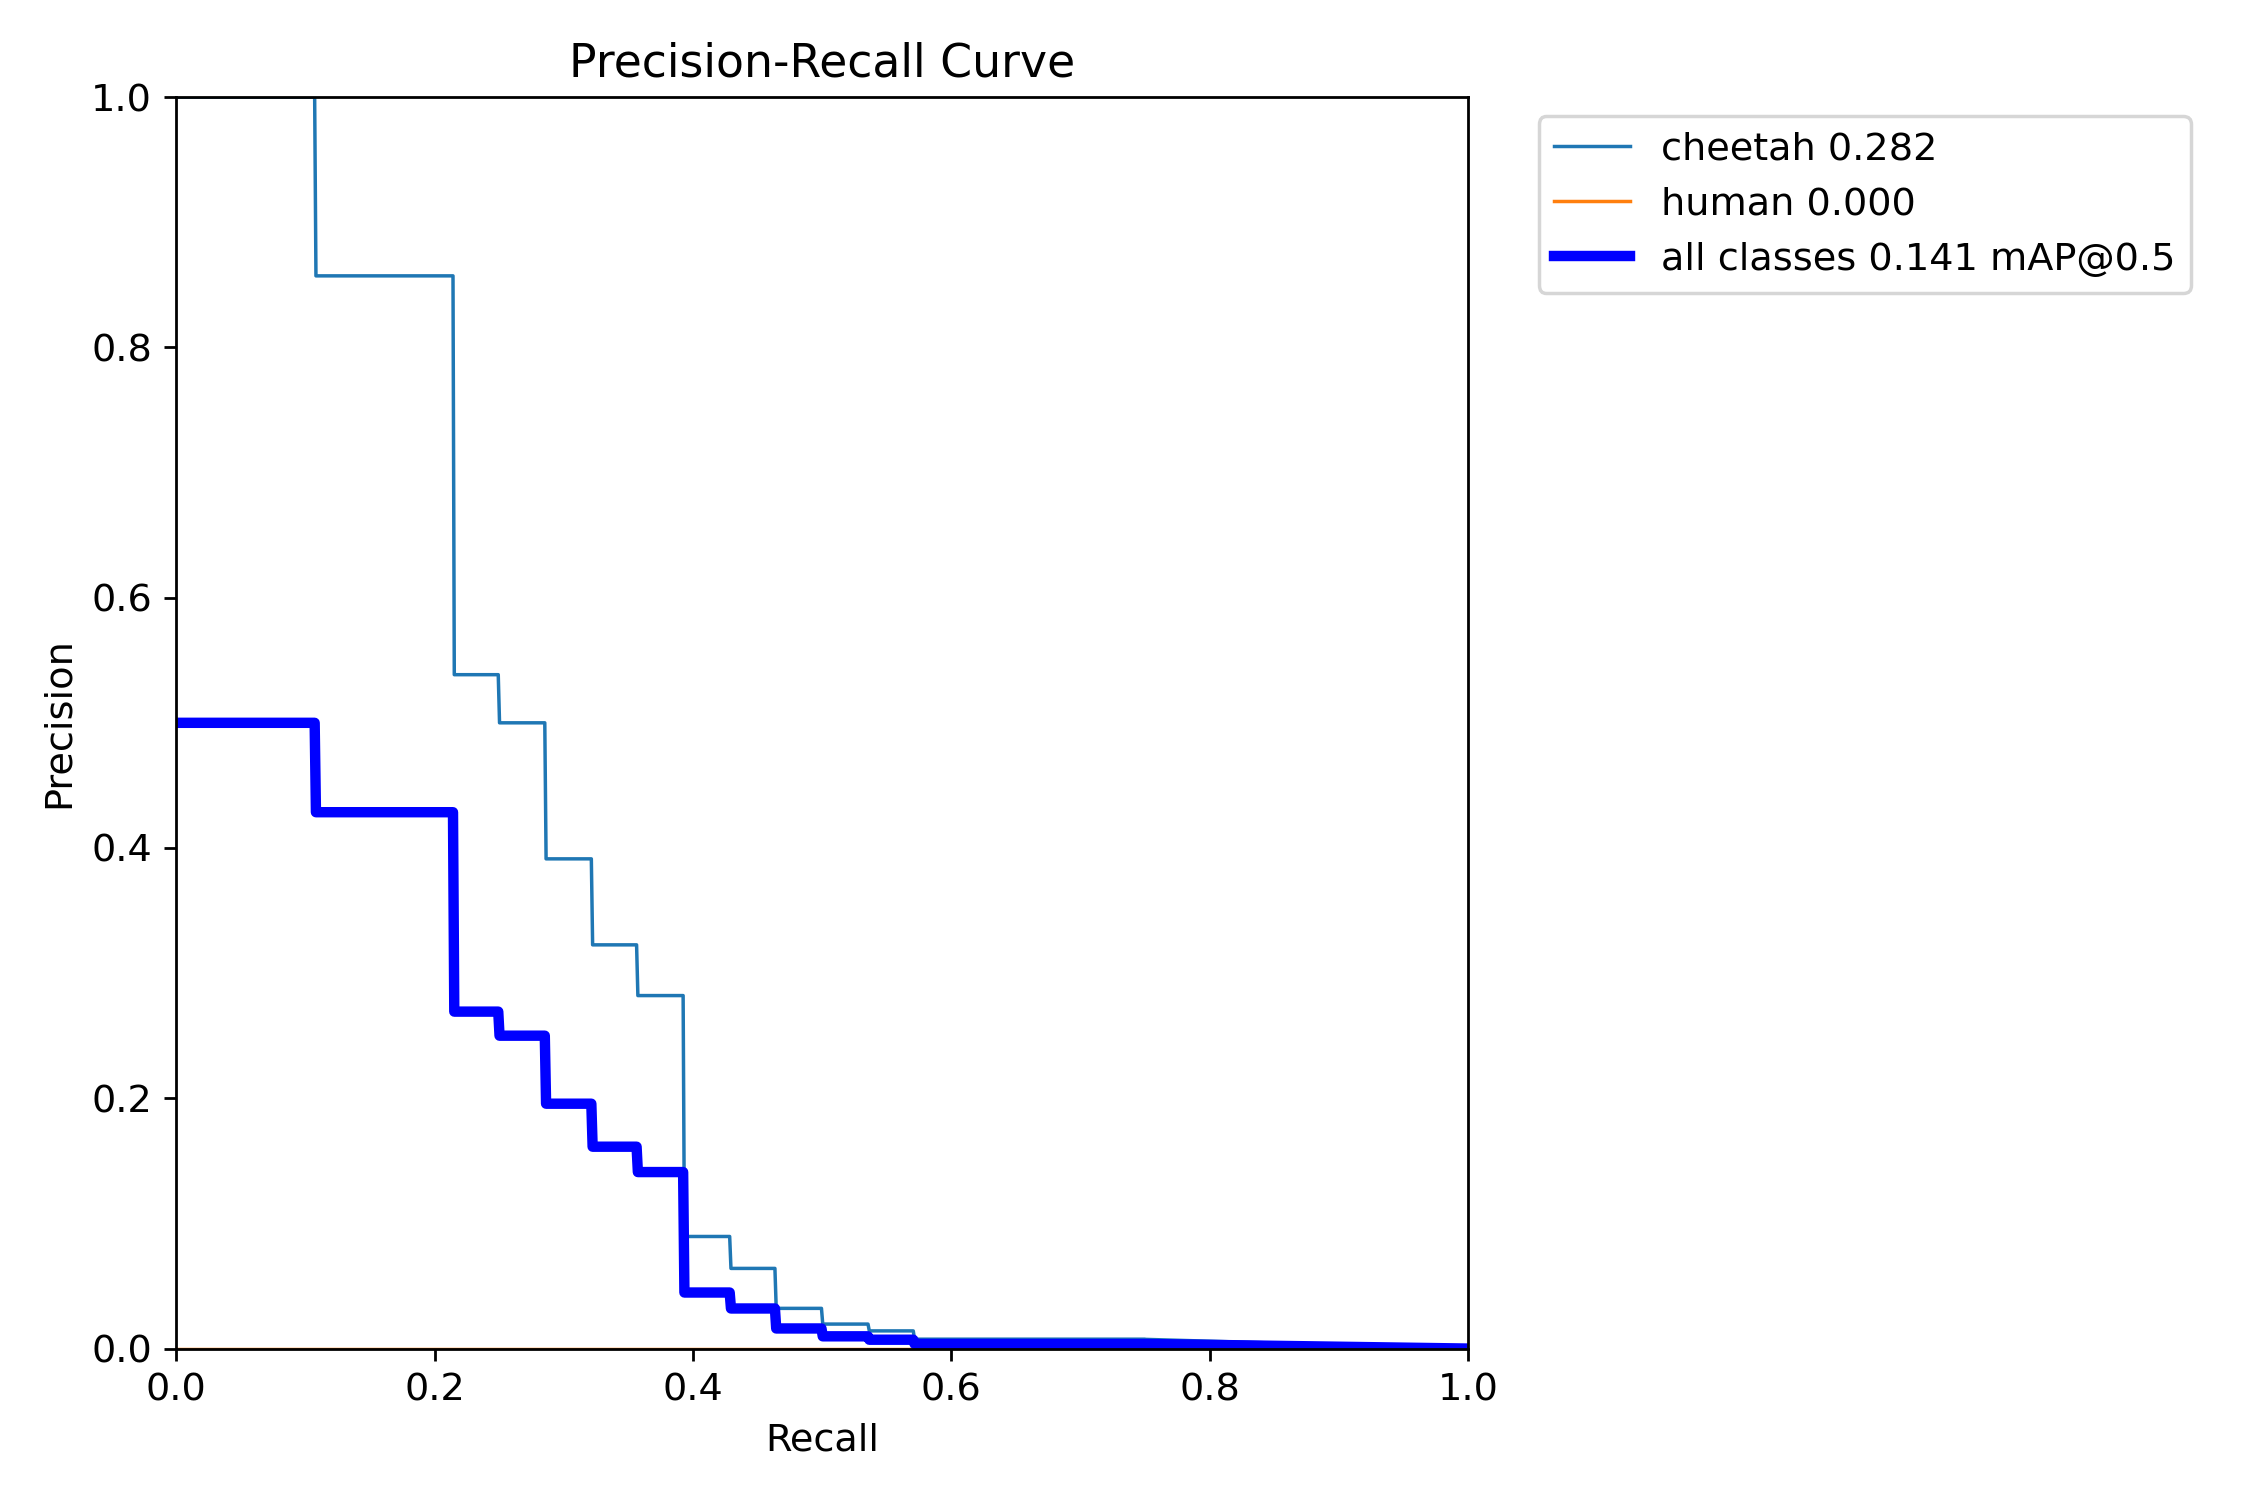 Precision-Recall Curve
1.0
0.8
0.6
0.4
0.2
0.0
Precision
0.0 0.2 0.4 0.6 0.8 1.0
Recall
cheetah 0.282
human 0.000
all classes 0.141 mAP@0.5